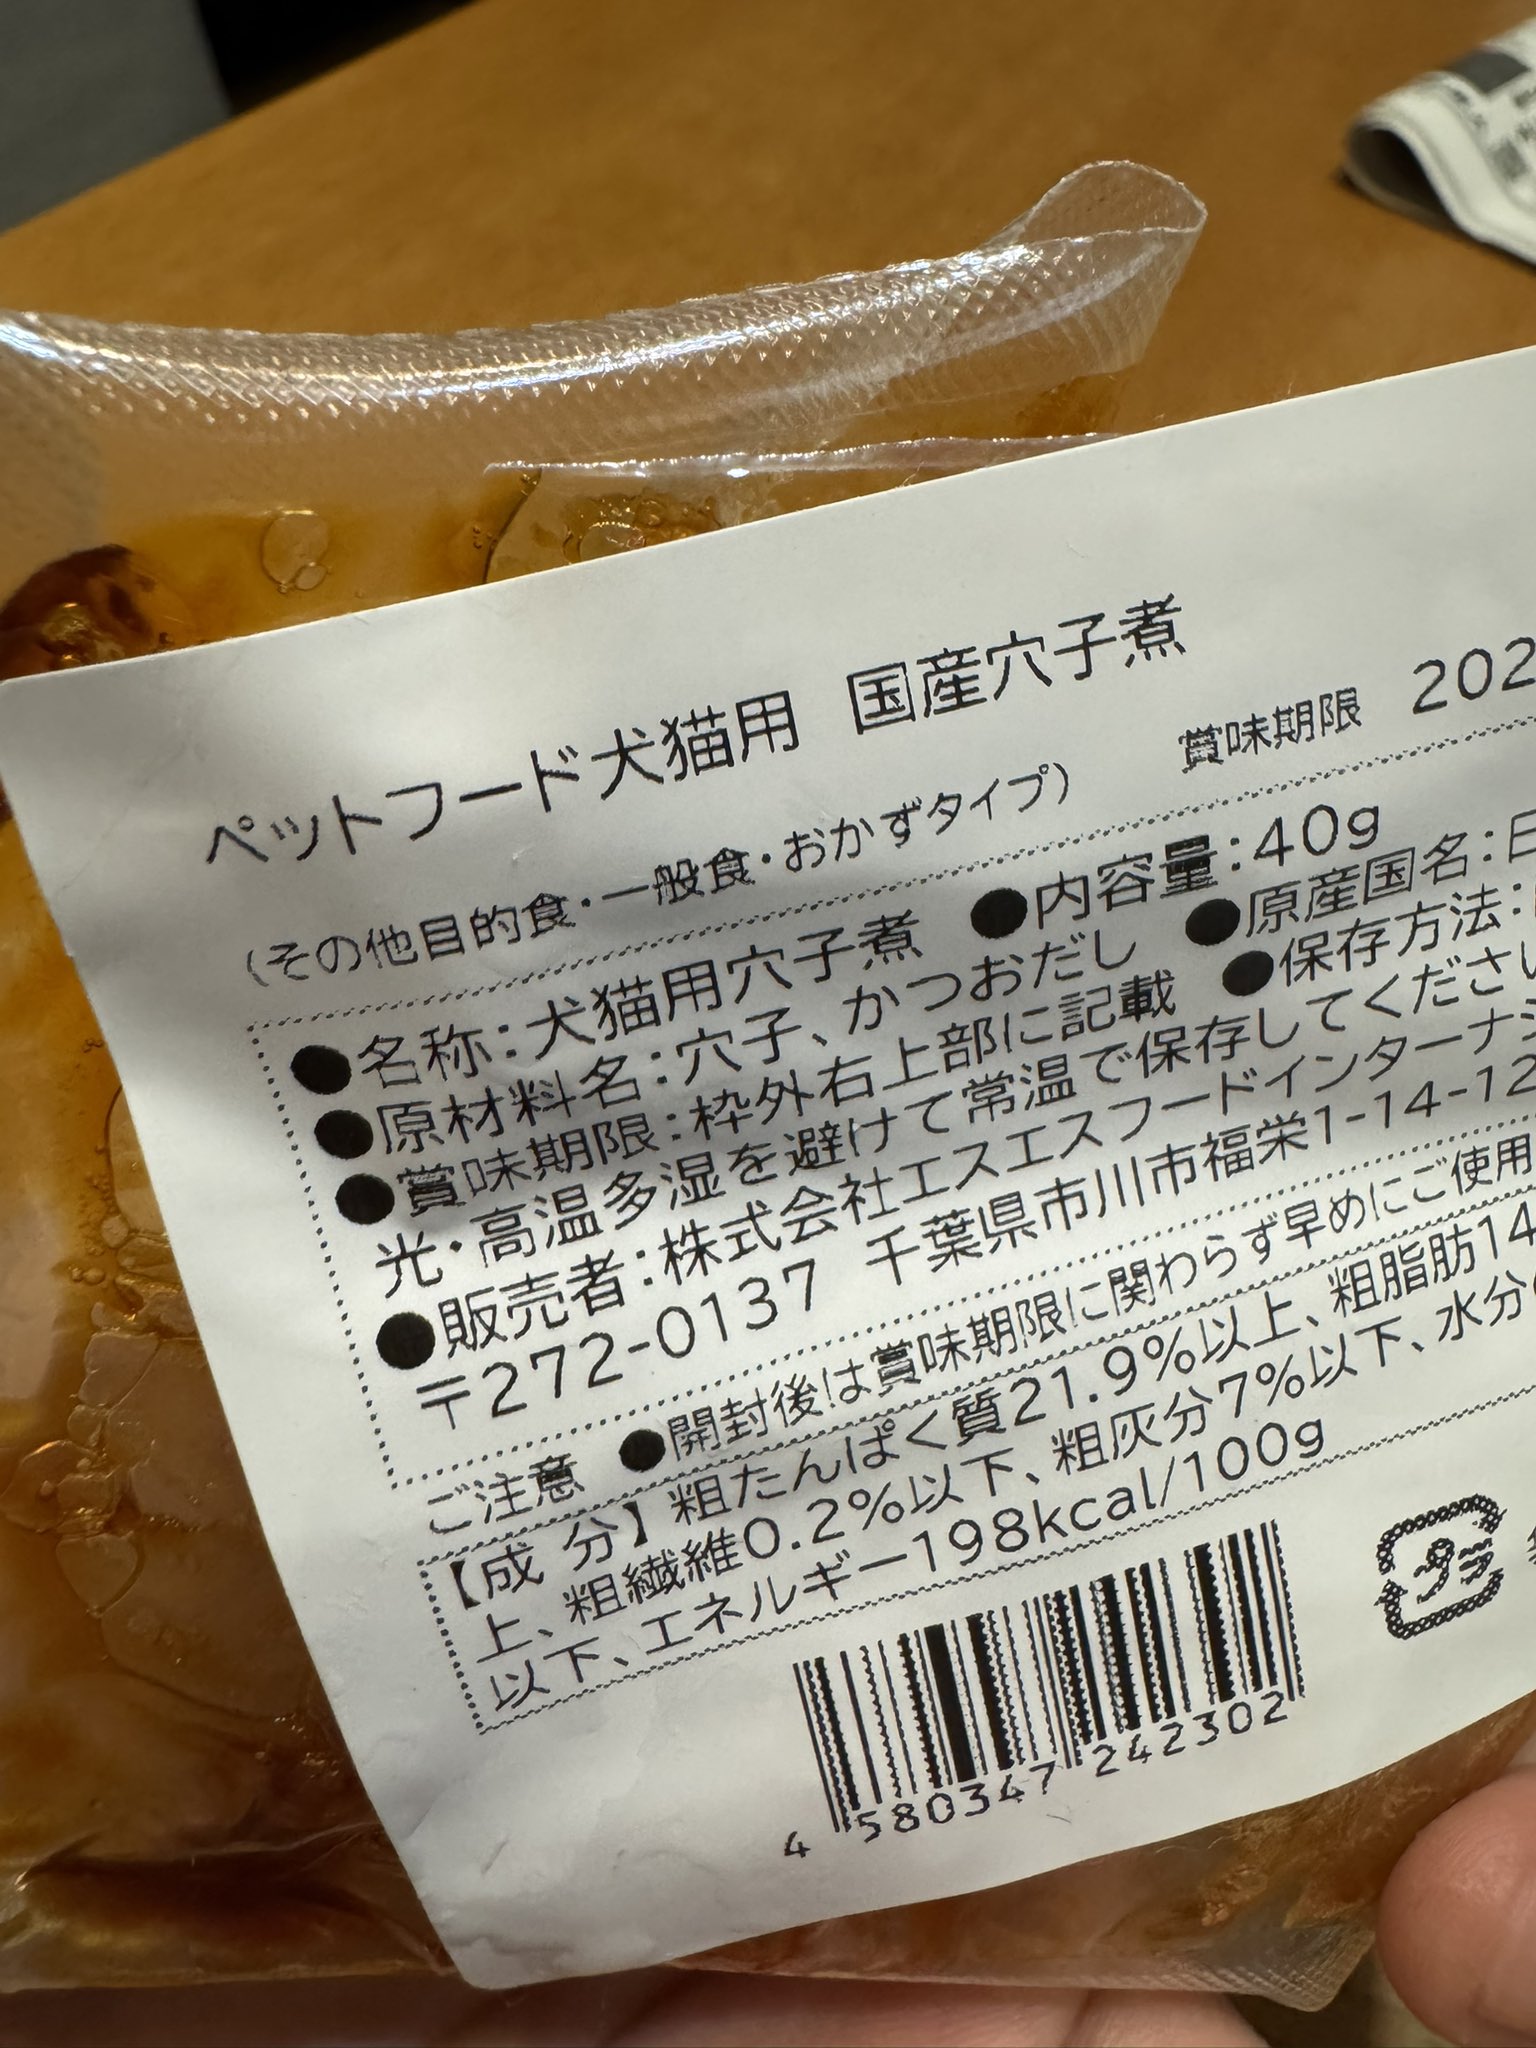 ペットフード犬猫用 国産穴子煮
(その他目的食・一般食・おかずタイプ) 賞味期限 202
●名称：犬猫用穴子煮 ●内容量：40g
●原材料名：穴子、かつおだし ●原産国名：日
●賞味期限：枠外右上部に記載 ●保存方法：
光・高温多湿を避けて常温で保存してください
●販売者：株式会社エスエスフードインターナシ
〒272-0137 千葉県市川市福栄1-14-12
ご注意 ●開封後は賞味期限に関わらず早めにご使用
【成 分】粗たんぱく質21.9%以上、粗脂肪14
上、粗繊維0.2%以下、粗灰分7%以下、水分
以下、エネルギー198kcal/100g
4 580347 242302
プラ